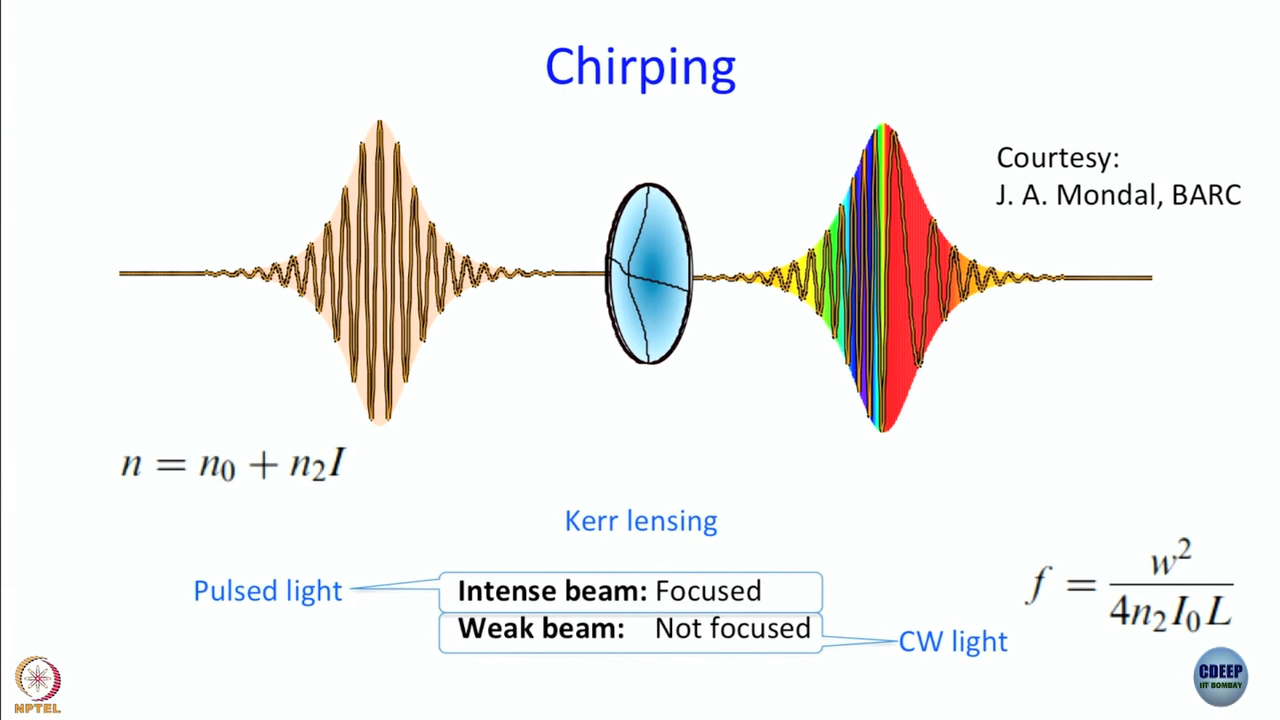 Chirping
Courtesy:
J. A. Mondal, BARC
n = n₀ + n₂I
Kerr lensing
Pulsed light
Intense beam: Focused
Weak beam: Not focused
CW light
f = w² / 4n₂I₀L
NPTEL
CDEEP
IIT BOMBAY